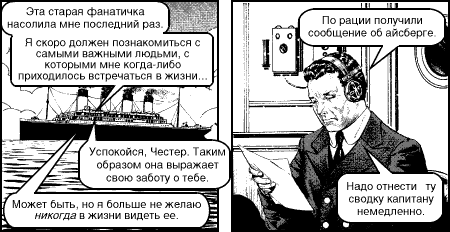 Эта старая фанатичка
насолила мне последний раз.
Я скоро должен познакомиться с
самыми важными людьми, с
которыми мне когда-либо
приходилось встречаться в жизни...
Успокойся, Честер. Таким
образом она выражает
свою заботу о тебе.
Может быть, но я больше не желаю
никогда в жизни видеть ее.
По рации получили
сообщение об айсберге.
Надо отнести ту
сводку капитану
немедленно.